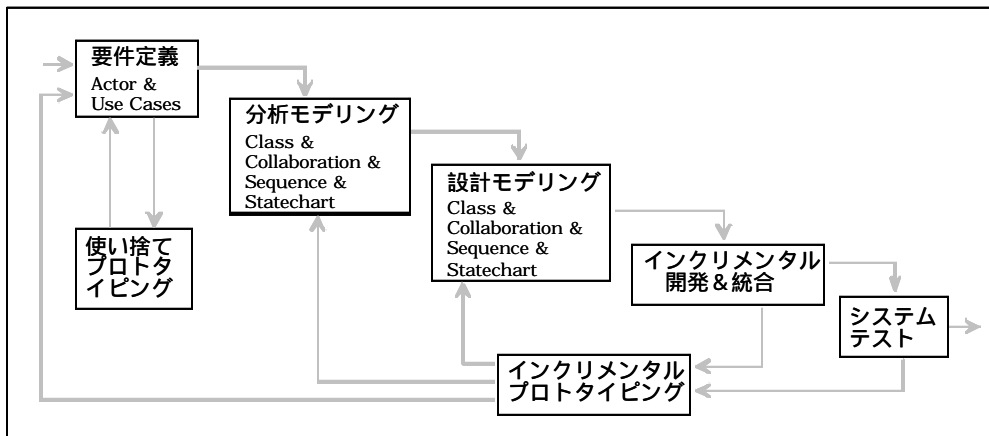 要件定義
Actor &
Use Cases
分析モデリング
Class &
Collaboration &
Sequence &
Statechart
設計モデリング
Class &
Collaboration &
Sequence &
Statechart
使い捨て
プロトタ
イピング
インクリメンタル
開発＆統合
システム
テスト
インクリメンタル
プロトタイピング